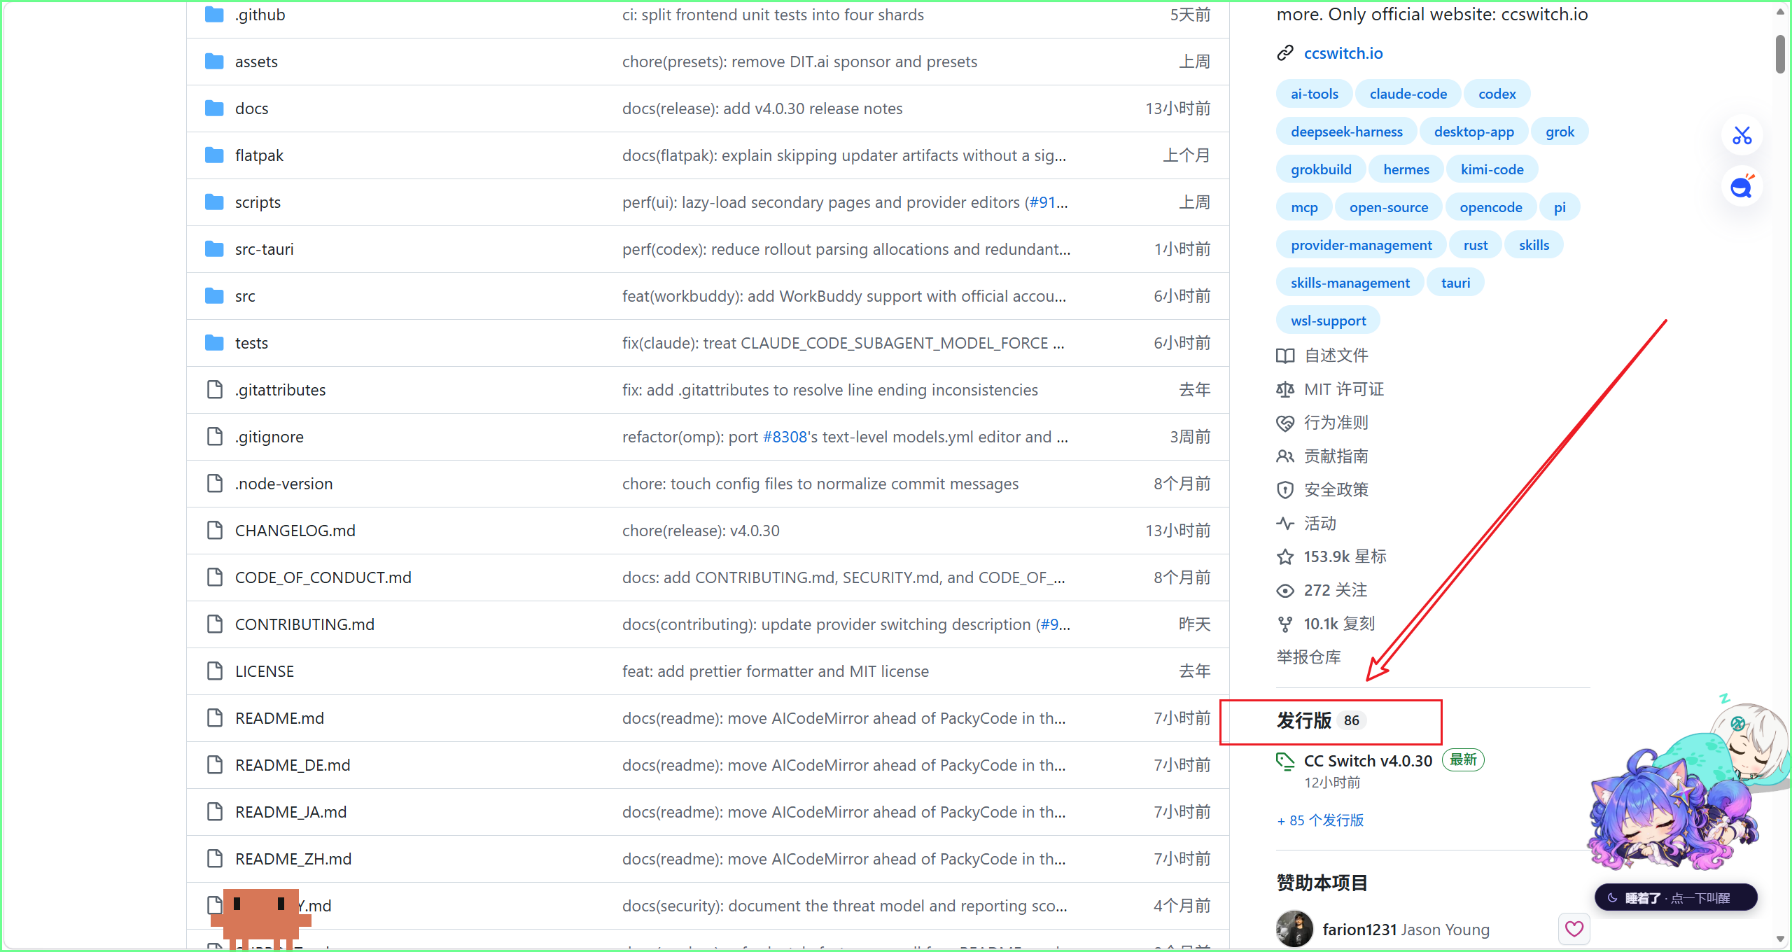 .github ci: split frontend unit tests into four shards 5天前
assets chore(presets): remove DIT.ai sponsor and presets 上周
docs docs(release): add v4.0.30 release notes 13小时前
flatpak docs(flatpak): explain skipping updater artifacts without a sig... 上个月
scripts perf(ui): lazy-load secondary pages and provider editors (#91... 上周
src-tauri perf(codex): reduce rollout parsing allocations and redundant... 1小时前
src feat(workbuddy): add WorkBuddy support with official accou... 6小时前
tests fix(claude): treat CLAUDE_CODE_SUBAGENT_MODEL_FORCE ... 6小时前
.gitattributes fix: add .gitattributes to resolve line ending inconsistencies 去年
.gitignore refactor(omp): port #8308's text-level models.yml editor and ... 3周前
.node-version chore: touch config files to normalize commit messages 8个月前
CHANGELOG.md chore(release): v4.0.30 13小时前
CODE_OF_CONDUCT.md docs: add CONTRIBUTING.md, SECURITY.md, and CODE_OF_... 8个月前
CONTRIBUTING.md docs(contributing): update provider switching description (#9... 昨天
LICENSE feat: add prettier formatter and MIT license 去年
README.md docs(readme): move AICodeMirror ahead of PackyCode in th... 7小时前
README_DE.md docs(readme): move AICodeMirror ahead of PackyCode in th... 7小时前
README_JA.md docs(readme): move AICodeMirror ahead of PackyCode in th... 7小时前
README_ZH.md docs(readme): move AICodeMirror ahead of PackyCode in th... 7小时前
Y.md docs(security): document the threat model and reporting sco... 4个月前
more. Only official website: ccswitch.io
ccswitch.io
ai-tools claude-code codex
deepseek-harness desktop-app grok
grokbuild hermes kimi-code
mcp open-source opencode pi
provider-management rust skills
skills-management tauri
wsl-support
自述文件
MIT 许可证
行为准则
贡献指南
安全政策
活动
153.9k 星标
272 关注
10.1k 复刻
举报仓库
发行版 86
CC Switch v4.0.30 最新
12小时前
+ 85 个发行版
赞助本项目
farion1231 Jason Young
z
睡着了 · 点一下叫醒